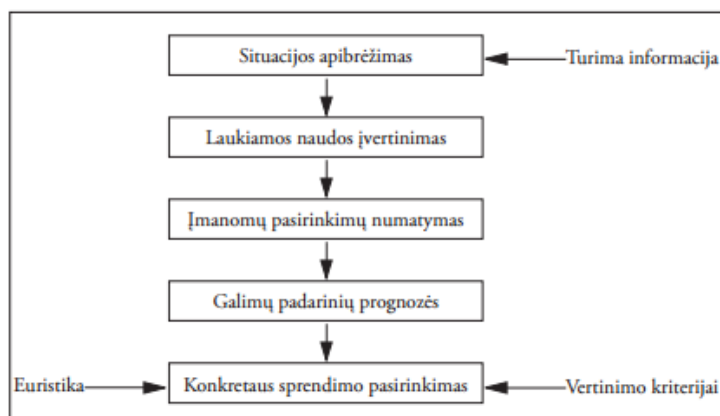 Situacijos apibrėžimas
Turima informacija
Laukiamos naudos įvertinimas
Įmanomų pasirinkimų numatymas
Galimų padarinių prognozės
Euristika
Konkretaus sprendimo pasirinkimas
Vertinimo kriterijai